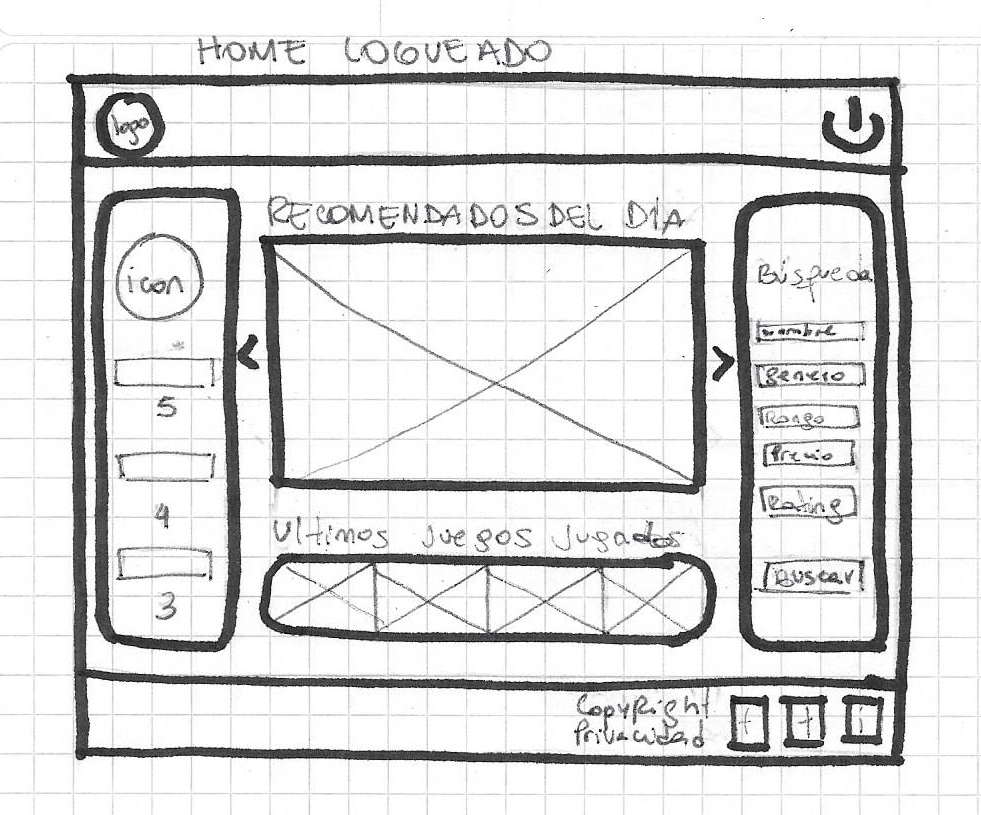 HOME LOGUEADO
logo
RECOMENDADOS DEL DIA
icon
5
4
3
<
>
Búsqueda
nombre
Genero
Rango
Precio
Rating
Buscar
Ultimos juegos jugados
CopyRight
Privacidad
f
t
i